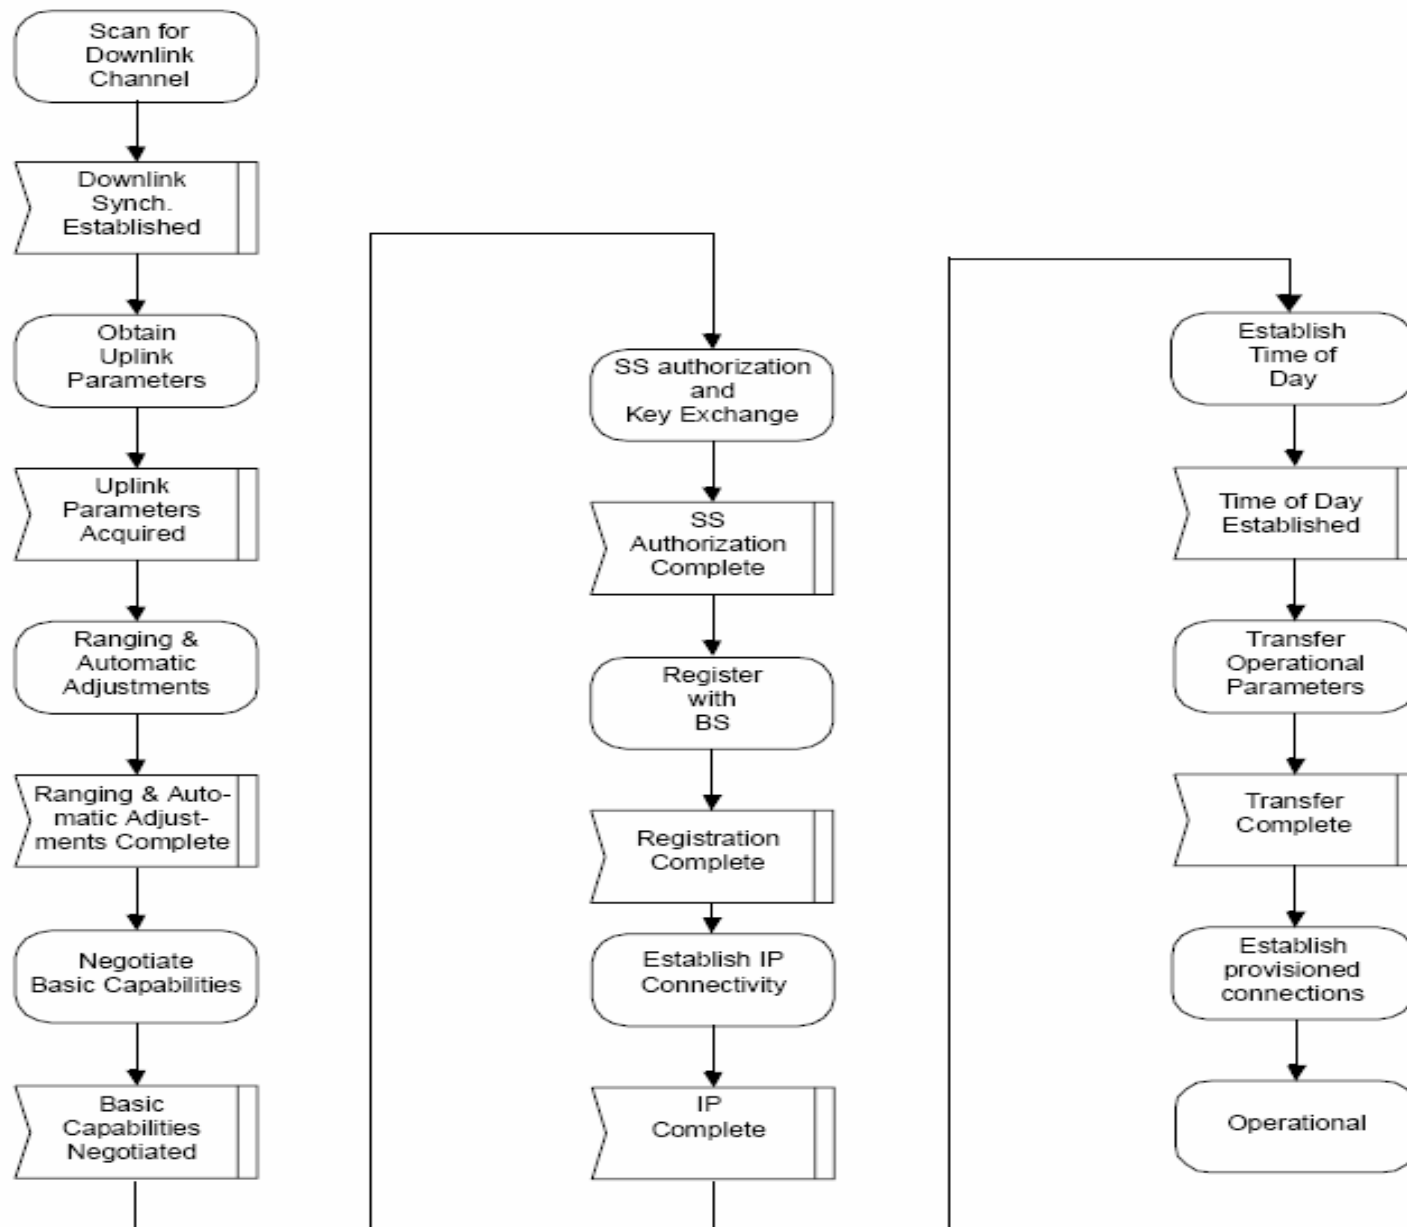 Scan for
Downlink
Channel
Downlink
Synch.
Established
Obtain
Uplink
Parameters
Uplink
Parameters
Acquired
Ranging &
Automatic
Adjustments
Ranging & Auto-
matic Adjust-
ments Complete
Negotiate
Basic Capabilities
Basic
Capabilities
Negotiated
SS authorization
and
Key Exchange
SS
Authorization
Complete
Register
with
BS
Registration
Complete
Establish IP
Connectivity
IP
Complete
Establish
Time of
Day
Time of Day
Established
Transfer
Operational
Parameters
Transfer
Complete
Establish
provisioned
connections
Operational